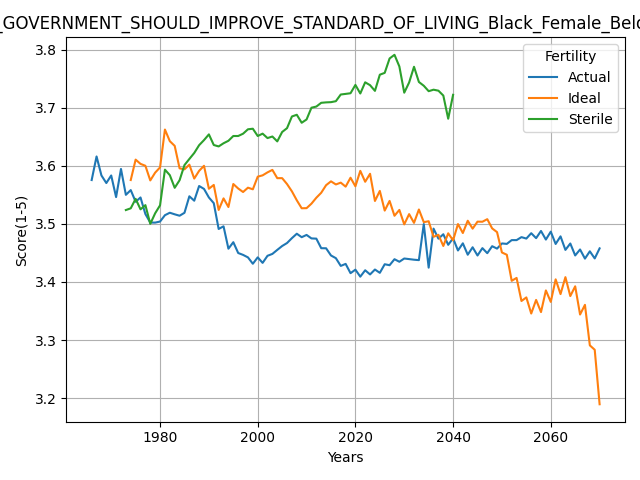 _GOVERNMENT_SHOULD_IMPROVE_STANDARD_OF_LIVING_Black_Female_Belo
3.8
3.7
3.6
3.5
3.4
3.3
3.2
Score(1-5)
Fertility
Actual
Ideal
Sterile
1980 2000 2020 2040 2060
Years